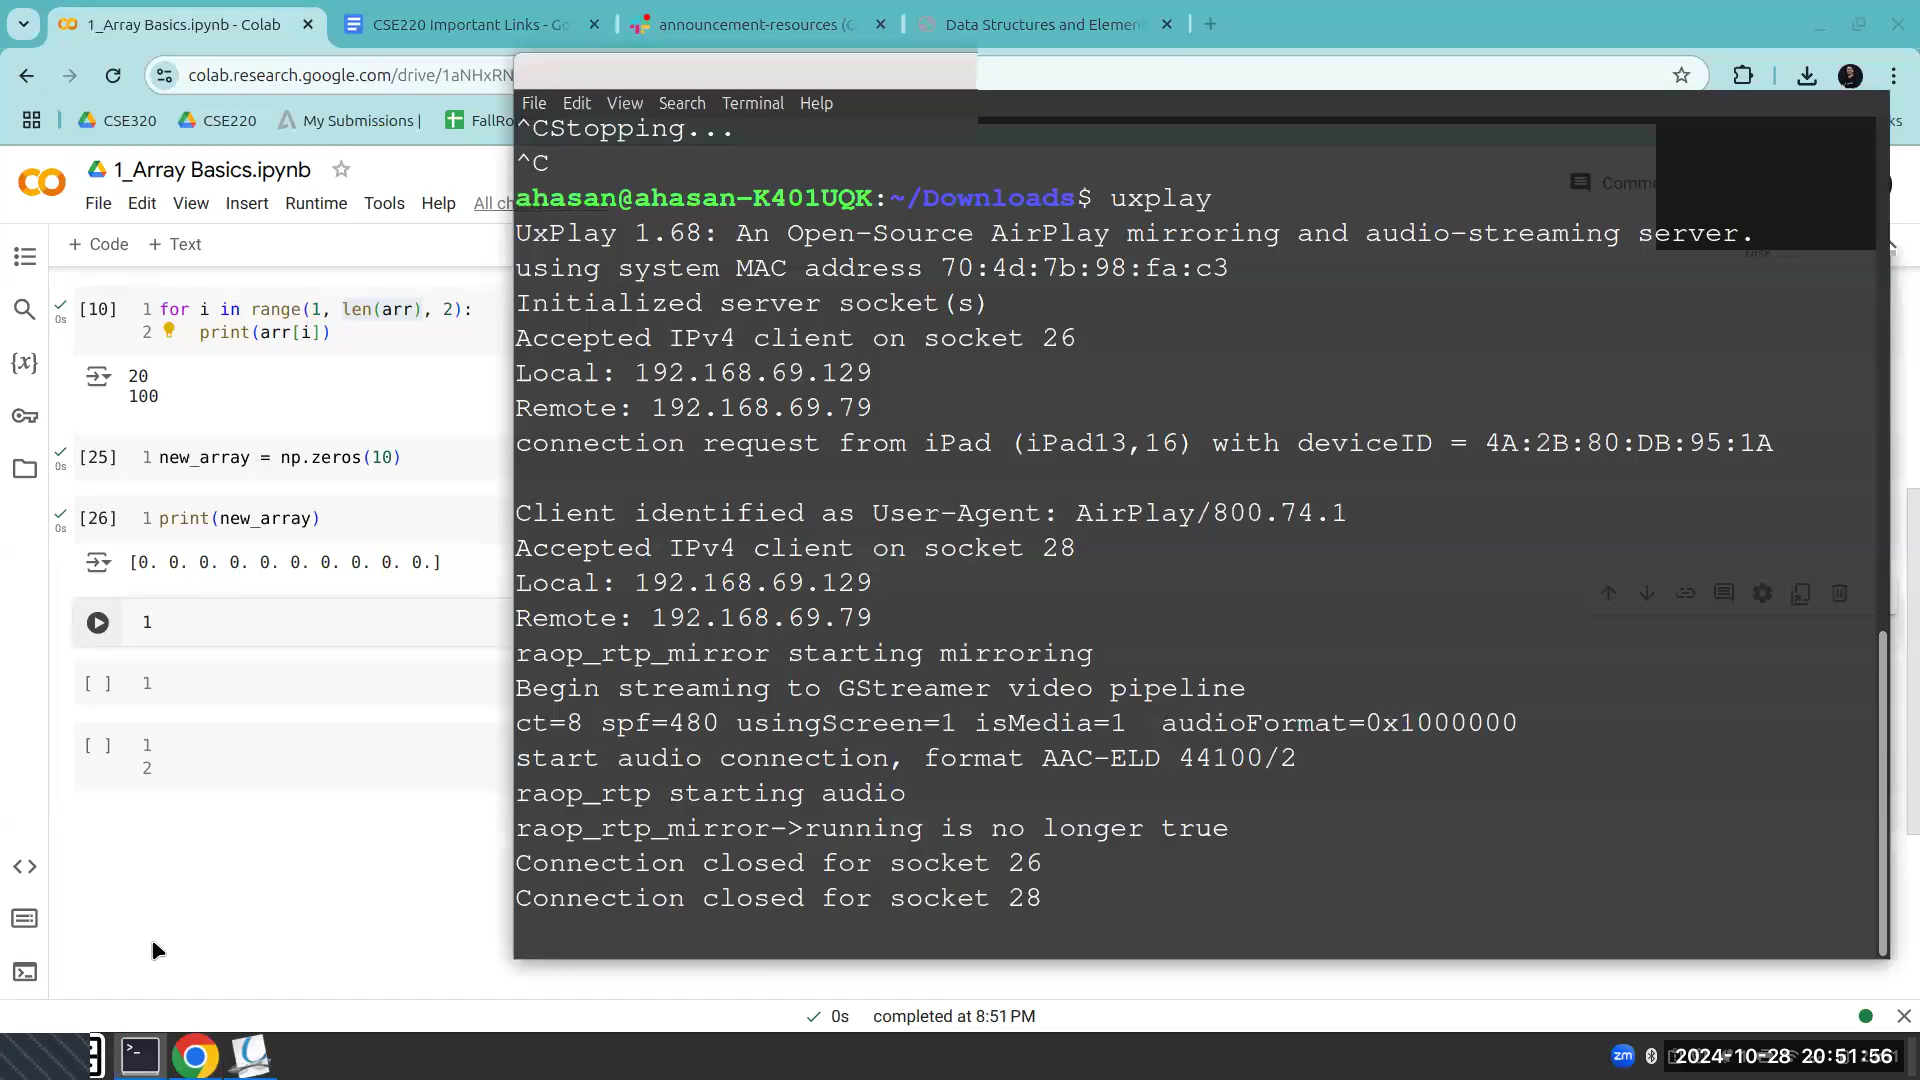 1_Array Basics.ipynb - Colab
CSE220 Important Links - Go
announcement-resources (C
Data Structures and Elemen
colab.research.google.com/drive/1aNHxRN
CSE320
CSE220
My Submissions |
FallRo
1_Array Basics.ipynb
File Edit View Insert Runtime Tools Help All ch
+ Code + Text
[10] 1 for i in range(1, len(arr), 2):
2 print(arr[i])
0s
20
100
[25] 1 new_array = np.zeros(10)
0s
[26] 1 print(new_array)
0s
[0. 0. 0. 0. 0. 0. 0. 0. 0. 0.]
1
[ ] 1
[ ] 1
2
File Edit View Search Terminal Help
^CStopping...
^C
ahasan@ahasan-K401UQK:~/Downloads$ uxplay
UxPlay 1.68: An Open-Source AirPlay mirroring and audio-streaming server.
using system MAC address 70:4d:7b:98:fa:c3
Initialized server socket(s)
Accepted IPv4 client on socket 26
Local: 192.168.69.129
Remote: 192.168.69.79
connection request from iPad (iPad13,16) with deviceID = 4A:2B:80:DB:95:1A
Client identified as User-Agent: AirPlay/800.74.1
Accepted IPv4 client on socket 28
Local: 192.168.69.129
Remote: 192.168.69.79
raop_rtp_mirror starting mirroring
Begin streaming to GStreamer video pipeline
ct=8 spf=480 usingScreen=1 isMedia=1 audioFormat=0x1000000
start audio connection, format AAC-ELD 44100/2
raop_rtp starting audio
raop_rtp_mirror->running is no longer true
Connection closed for socket 26
Connection closed for socket 28
Comme
0s completed at 8:51 PM
zm
2024-10-28 20:51:56